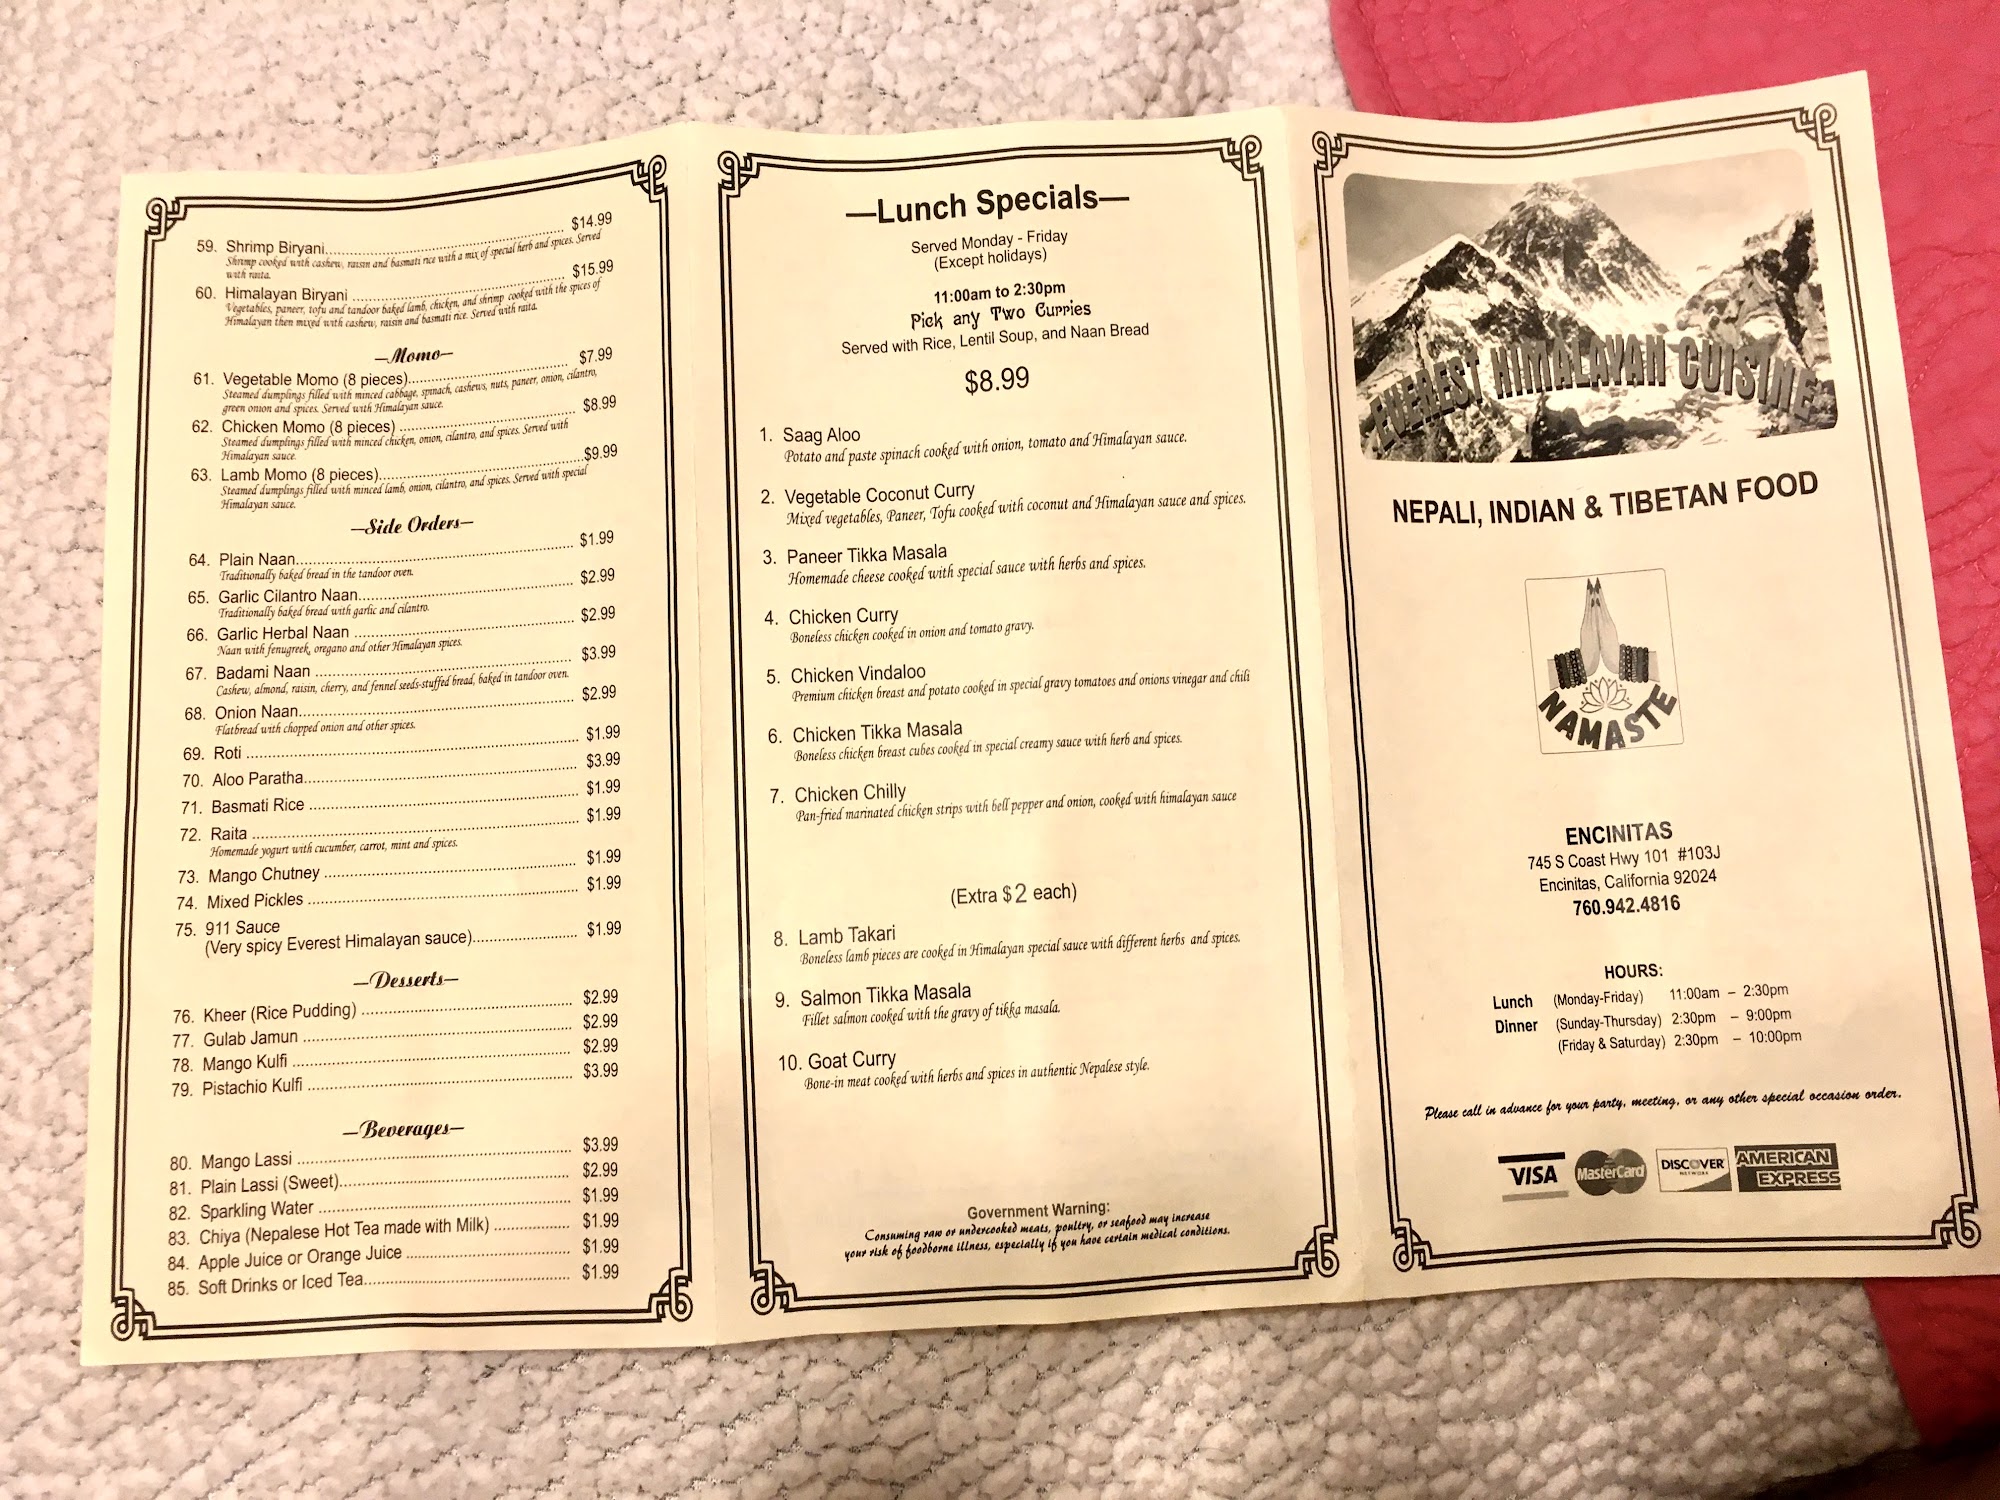 59. Shrimp Biryani $14.99
Shrimp cooked with cashew, raisin and basmati rice with a mix of special herb and spices. Served
with raita.
60. Himalayan Biryani $15.99
Vegetables, paneer, tofu and tandoor baked lamb, chicken, and shrimp cooked with the spices of
Himalayan then mixed with cashew, raisin and basmati rice. Served with raita.
—Momo—
61. Vegetable Momo (8 pieces) $7.99
Steamed dumplings filled with minced cabbage, spinach, cashews, nuts, paneer, onion, cilantro,
green onion and spices. Served with Himalayan sauce.
62. Chicken Momo (8 pieces) $8.99
Steamed dumplings filled with minced chicken, onion, cilantro, and spices. Served with
Himalayan sauce.
63. Lamb Momo (8 pieces) $9.99
Steamed dumplings filled with minced lamb, onion, cilantro, and spices. Served with special
Himalayan sauce.
—Side Orders—
64. Plain Naan $1.99
Traditionally baked bread in the tandoor oven.
65. Garlic Cilantro Naan $2.99
Traditionally baked bread with garlic and cilantro.
66. Garlic Herbal Naan $2.99
Naan with fenugreek, oregano and other Himalayan spices.
67. Badami Naan $3.99
Cashew, almond, raisin, cherry, and fennel seeds-stuffed bread, baked in tandoor oven.
68. Onion Naan $2.99
Flatbread with chopped onion and other spices.
69. Roti $1.99
70. Aloo Paratha $3.99
71. Basmati Rice $1.99
72. Raita $1.99
Homemade yogurt with cucumber, carrot, mint and spices.
73. Mango Chutney $1.99
74. Mixed Pickles $1.99
75. 911 Sauce
(Very spicy Everest Himalayan sauce) $1.99
—Desserts—
76. Kheer (Rice Pudding) $2.99
77. Gulab Jamun $2.99
78. Mango Kulfi $2.99
79. Pistachio Kulfi $3.99
—Beverages—
80. Mango Lassi $3.99
81. Plain Lassi (Sweet) $2.99
82. Sparkling Water $1.99
83. Chiya (Nepalese Hot Tea made with Milk) $1.99
84. Apple Juice or Orange Juice $1.99
85. Soft Drinks or Iced Tea $1.99
—Lunch Specials—
Served Monday - Friday
(Except holidays)
11:00am to 2:30pm
Pick any Two Curries
Served with Rice, Lentil Soup, and Naan Bread
$8.99
1. Saag Aloo
Potato and paste spinach cooked with onion, tomato and Himalayan sauce.
2. Vegetable Coconut Curry
Mixed vegetables, Paneer, Tofu cooked with coconut and Himalayan sauce and spices.
3. Paneer Tikka Masala
Homemade cheese cooked with special sauce with herbs and spices.
4. Chicken Curry
Boneless chicken cooked in onion and tomato gravy.
5. Chicken Vindaloo
Premium chicken breast and potato cooked in special gravy tomatoes and onions vinegar and chili
6. Chicken Tikka Masala
Boneless chicken breast cubes cooked in special creamy sauce with herb and spices.
7. Chicken Chilly
Pan-fried marinated chicken strips with bell pepper and onion, cooked with himalayan sauce
(Extra $2 each)
8. Lamb Takari
Boneless lamb pieces are cooked in Himalayan special sauce with different herbs and spices.
9. Salmon Tikka Masala
Fillet salmon cooked with the gravy of tikka masala.
10. Goat Curry
Bone-in meat cooked with herbs and spices in authentic Nepalese style.
Government Warning:
Consuming raw or undercooked meats, poultry, or seafood may increase
your risk of foodborne illness, especially if you have certain medical conditions.
EVEREST HIMALAYAN CUISINE
NEPALI, INDIAN & TIBETAN FOOD
NAMASTE
ENCINITAS
745 S Coast Hwy 101 #103J
Encinitas, California 92024
760.942.4816
HOURS:
Lunch (Monday-Friday) 11:00am – 2:30pm
Dinner (Sunday-Thursday) 2:30pm – 9:00pm
(Friday & Saturday) 2:30pm – 10:00pm
Please call in advance for your party, meeting, or any other special occasion order.
VISA MasterCard DISCOVER NETWORK AMERICAN EXPRESS